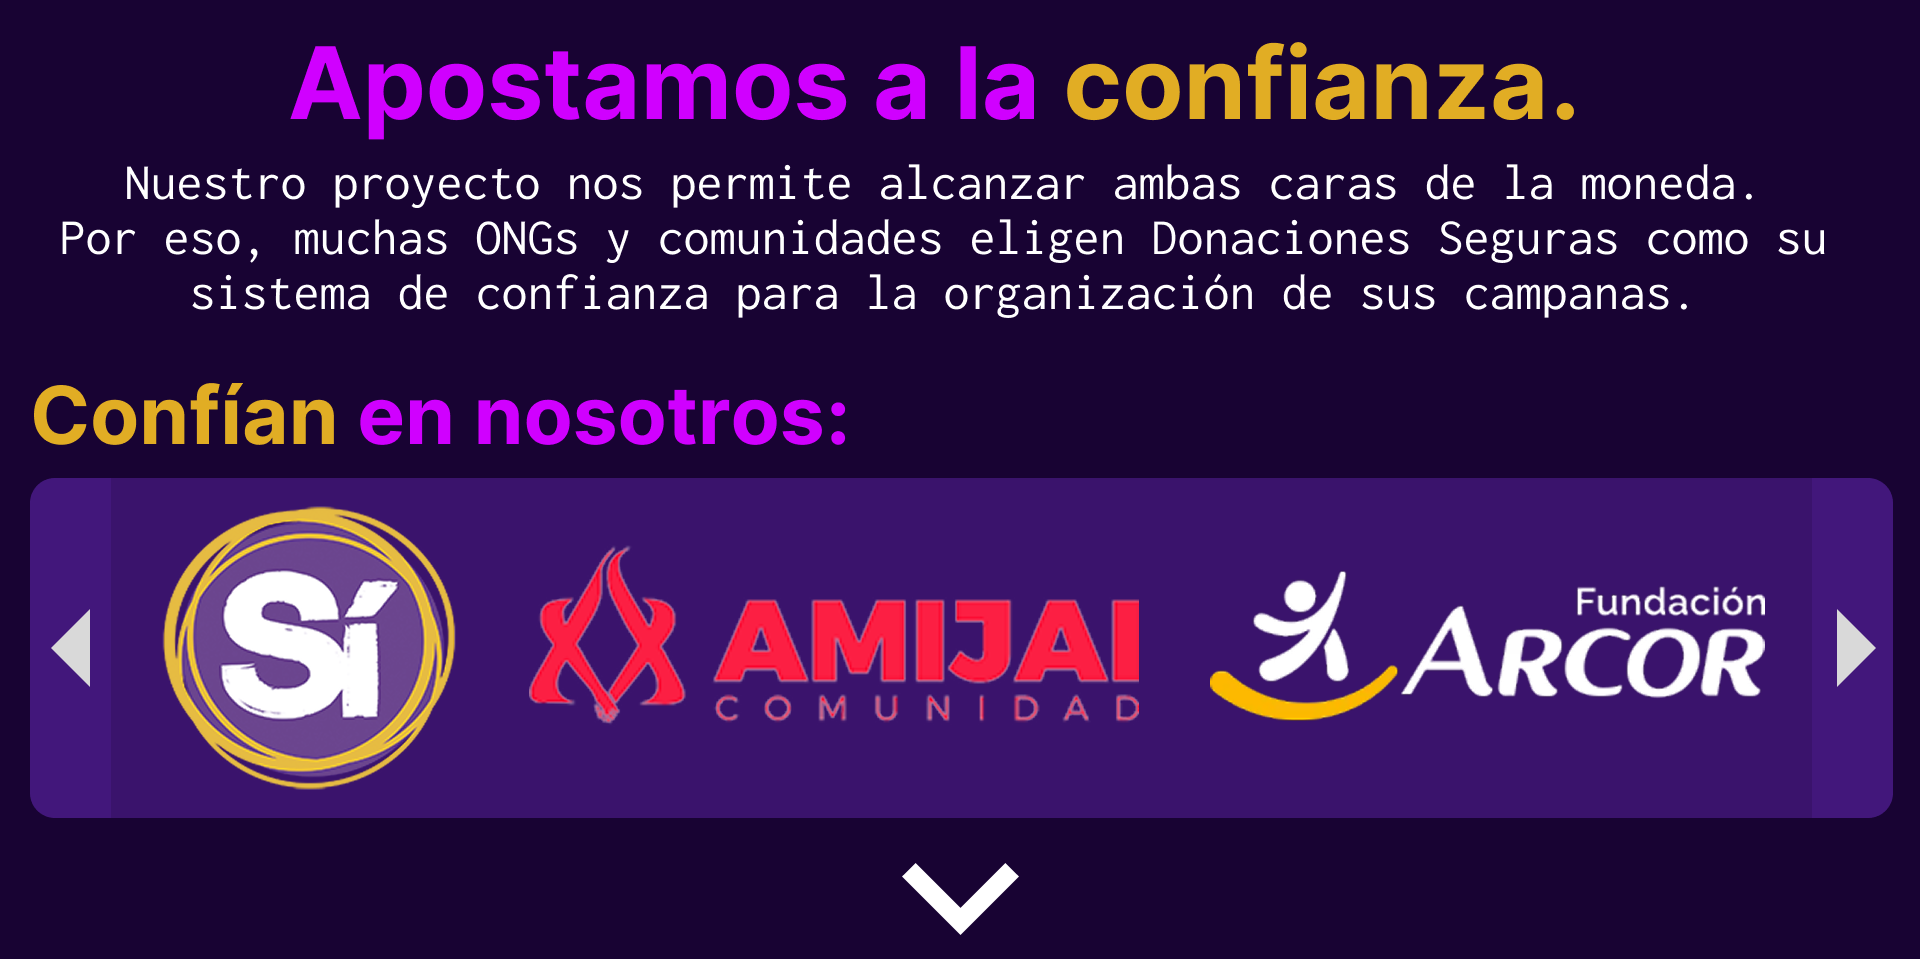 Apostamos a la confianza.
Nuestro proyecto nos permite alcanzar ambas caras de la moneda.
Por eso, muchas ONGs y comunidades eligen Donaciones Seguras como su
sistema de confianza para la organización de sus campanas.
Confían en nosotros:
Sí
AMIJAI
COMUNIDAD
Fundación
ARCOR